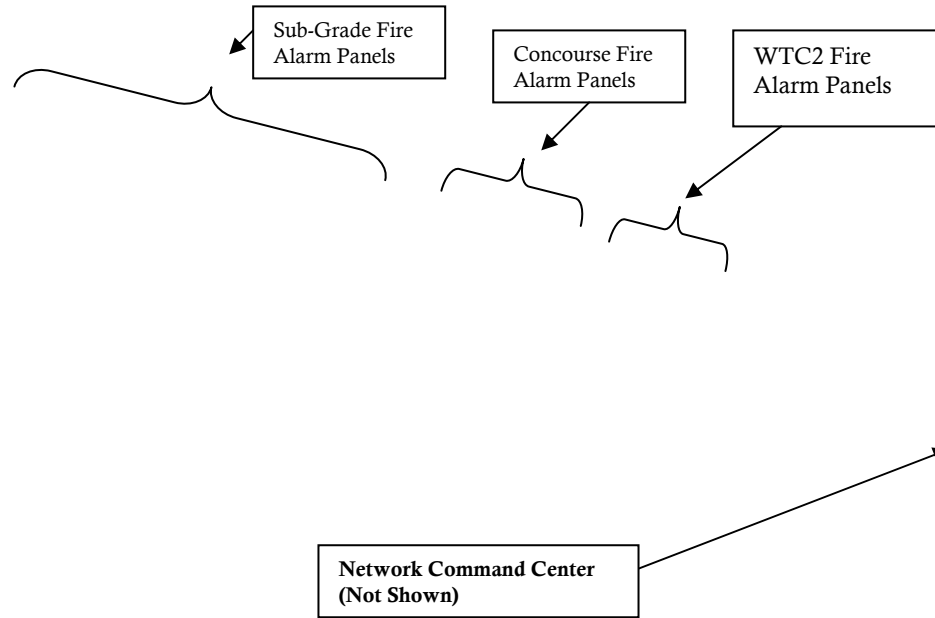 Sub-Grade Fire
Alarm Panels
Concourse Fire
Alarm Panels
WTC2 Fire
Alarm Panels
Network Command Center
(Not Shown)